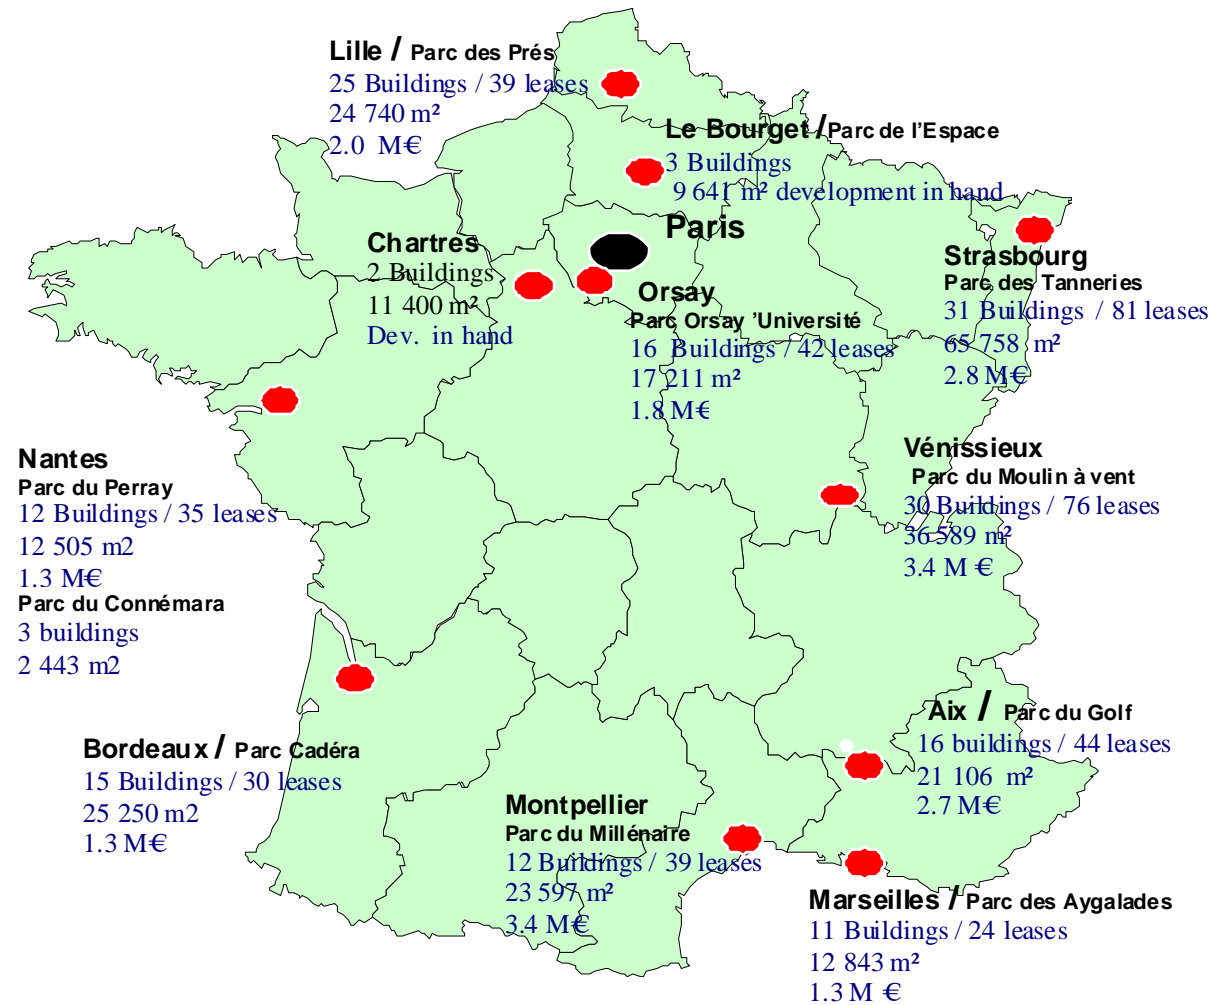 Lille / Parc des Prés
25 Buildings / 39 leases
24 740 m²
2.0 M€
Le Bourget / Parc de l'Espace
3 Buildings
9 641 m² development in hand
Paris
Chartres
2 Buildings
11 400 m²
Dev. in hand
Orsay
Parc Orsay 'Université
16 Buildings / 42 leases
17 211 m²
1.8 M€
Strasbourg
Parc des Tanneries
31 Buildings / 81 leases
65 758 m²
2.8 M€
Nantes
Parc du Perray
12 Buildings / 35 leases
12 505 m2
1.3 M€
Parc du Connémara
3 buildings
2 443 m2
Vénissieux
Parc du Moulin à vent
30 Buildings / 76 leases
36 589 m²
3.4 M €
Bordeaux / Parc Cadéra
15 Buildings / 30 leases
25 250 m2
1.3 M€
Montpellier
Parc du Millénaire
12 Buildings / 39 leases
23 597 m²
3.4 M€
Aix / Parc du Golf
16 buildings / 44 leases
21 106 m²
2.7 M€
Marseilles / Parc des Aygalades
11 Buildings / 24 leases
12 843 m²
1.3 M €